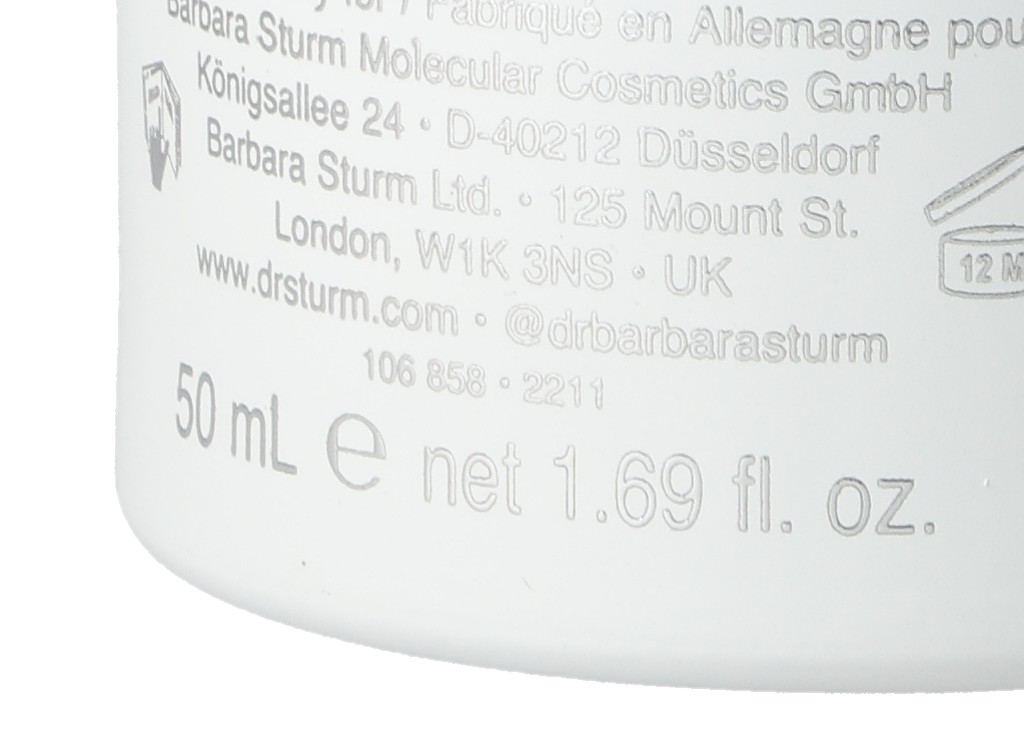 / Fabriqué en Allemagne
Barbara Sturm Molecular Cosmetics GmbH
Königsallee 24 • D-40212 Düsseldorf
Barbara Sturm Ltd. • 125 Mount St.
London, W1K 3NS • UK
12 M
www.drsturm.com • @drbarbarasturm
106 858 • 2211
50 mL ℮ net 1.69 fl. oz.